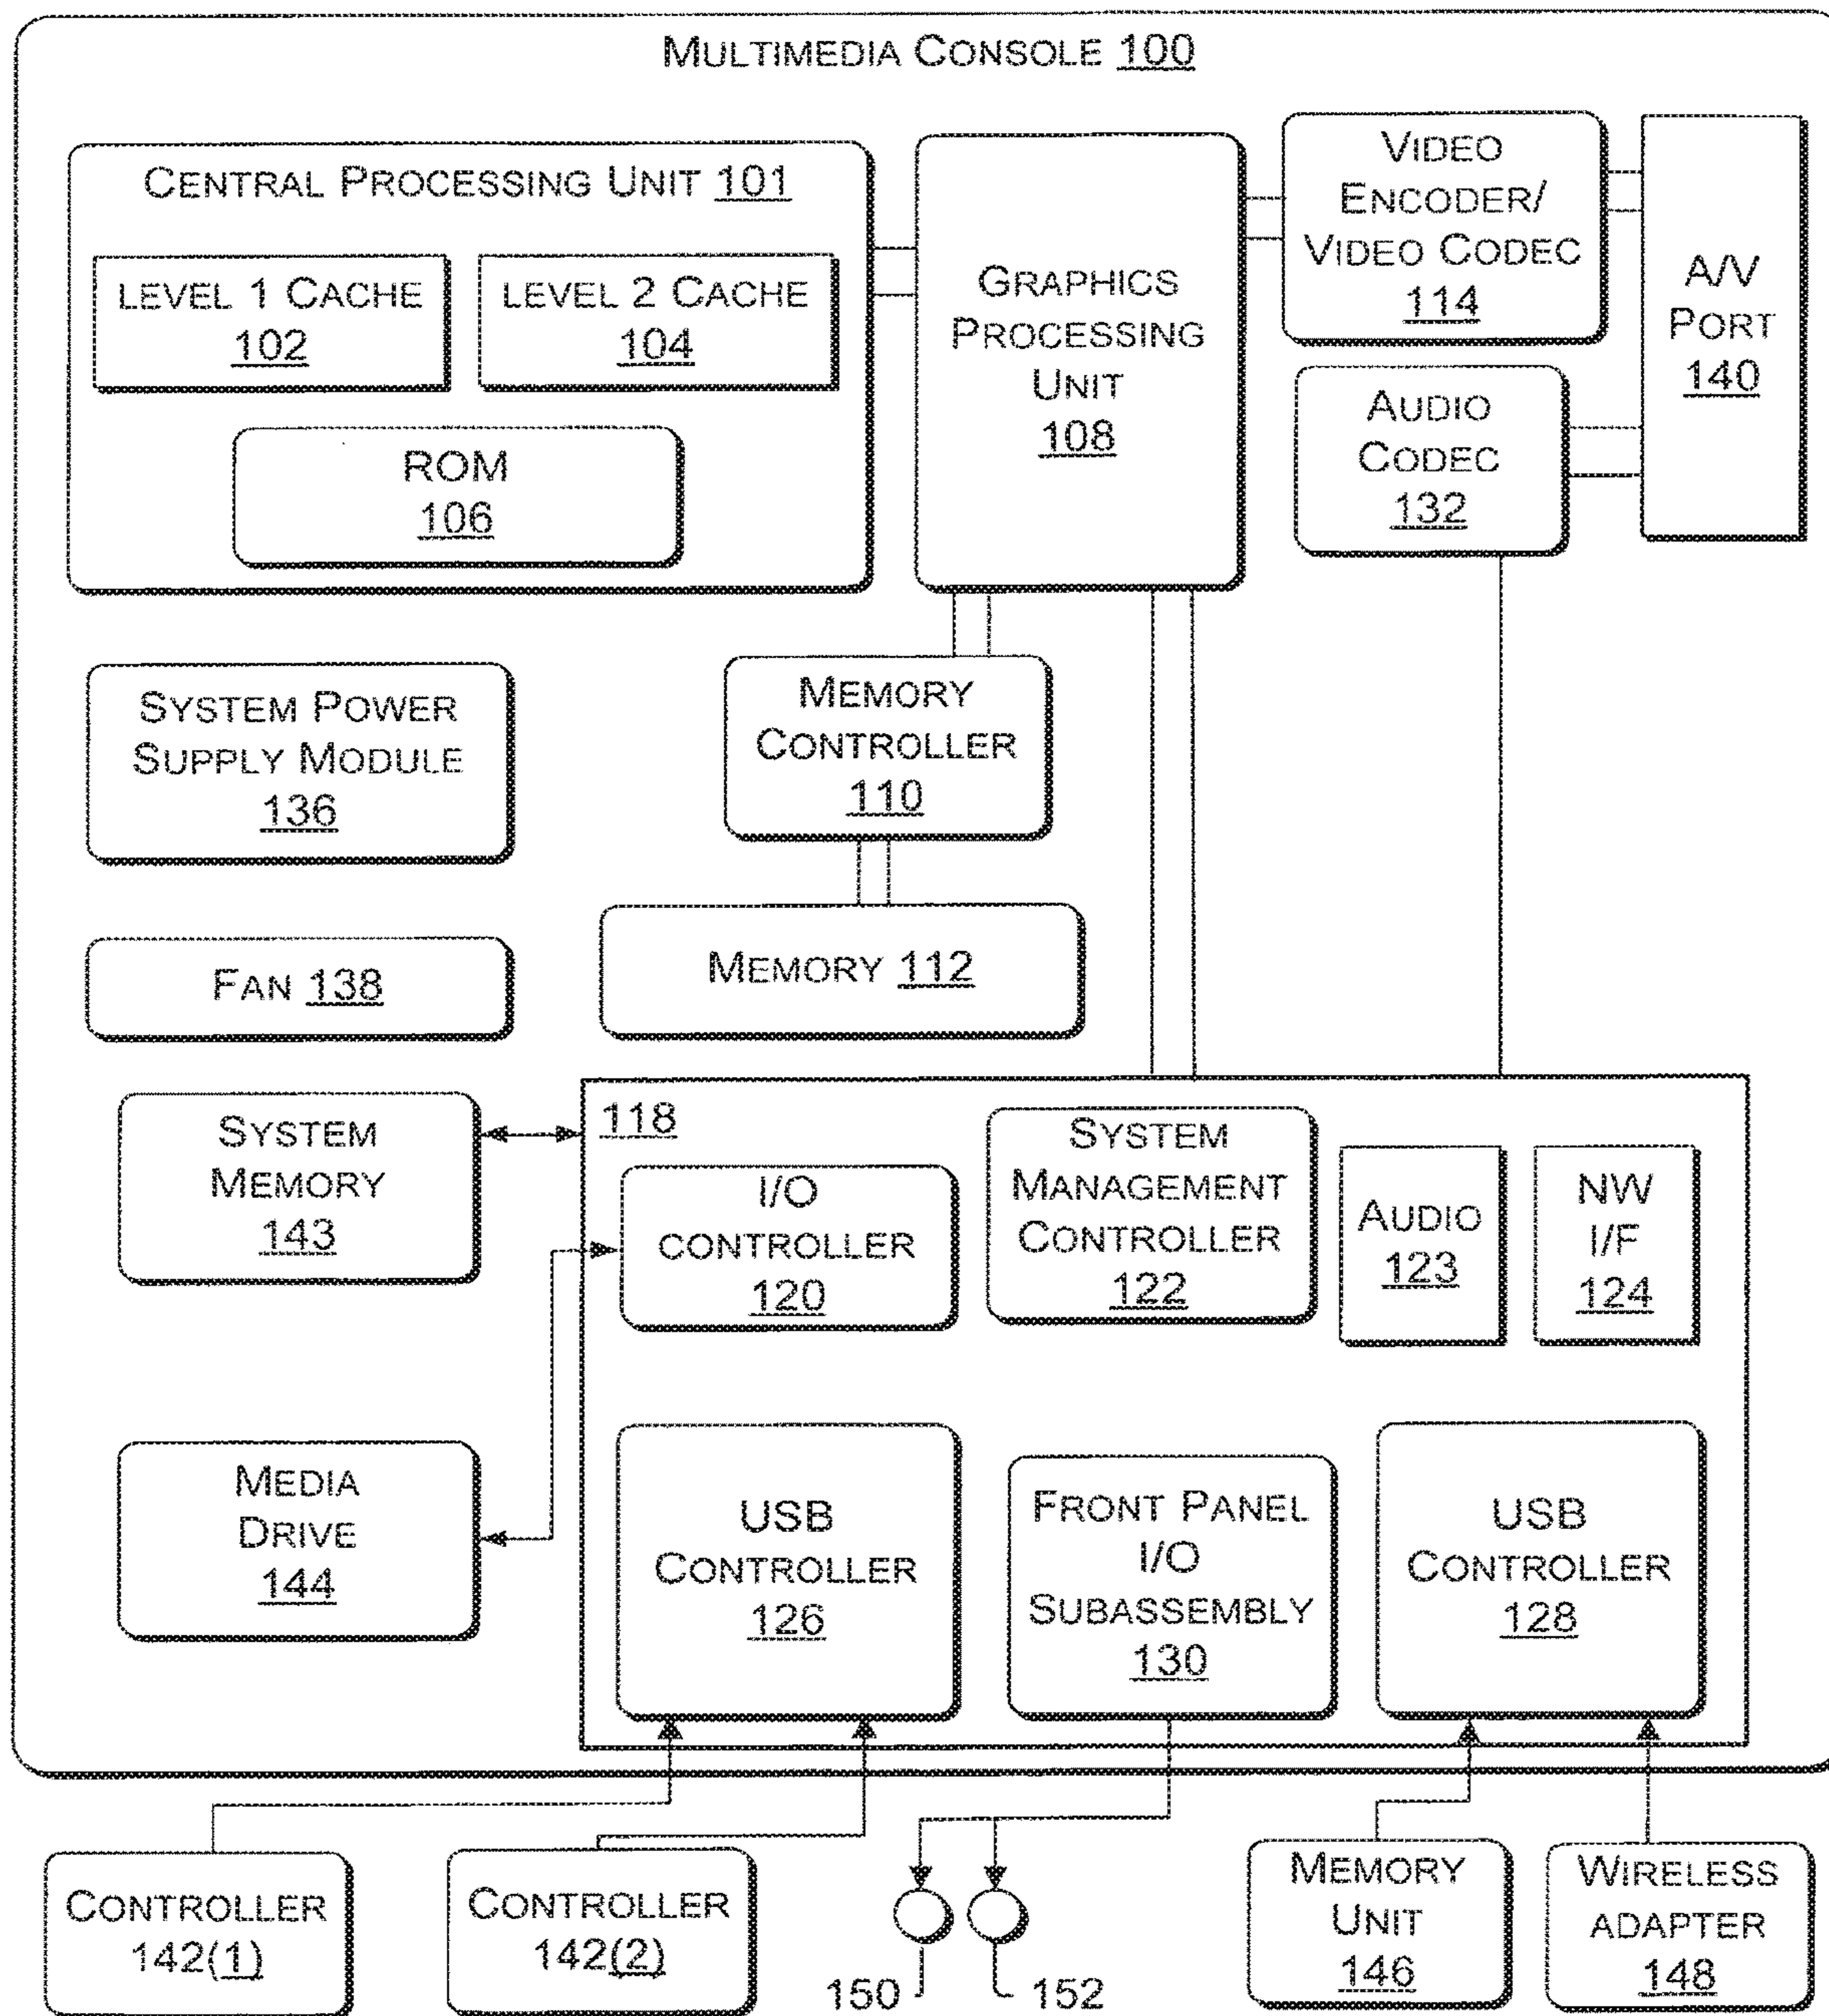 MULTIMEDIA CONSOLE 100
CENTRAL PROCESSING UNIT 101
LEVEL 1 CACHE
102
LEVEL 2 CACHE
104
ROM
106
GRAPHICS
PROCESSING
UNIT
108
VIDEO
ENCODER/
VIDEO CODEC
114
AUDIO
CODEC
132
A/V
PORT
140
SYSTEM POWER
SUPPLY MODULE
136
MEMORY
CONTROLLER
110
FAN 138
MEMORY 112
SYSTEM
MEMORY
143
118
I/O
CONTROLLER
120
SYSTEM
MANAGEMENT
CONTROLLER
122
AUDIO
123
NW
I/F
124
MEDIA
DRIVE
144
USB
CONTROLLER
126
FRONT PANEL
I/O
SUBASSEMBLY
130
USB
CONTROLLER
128
CONTROLLER
142(1)
CONTROLLER
142(2)
150
152
MEMORY
UNIT
146
WIRELESS
ADAPTER
148